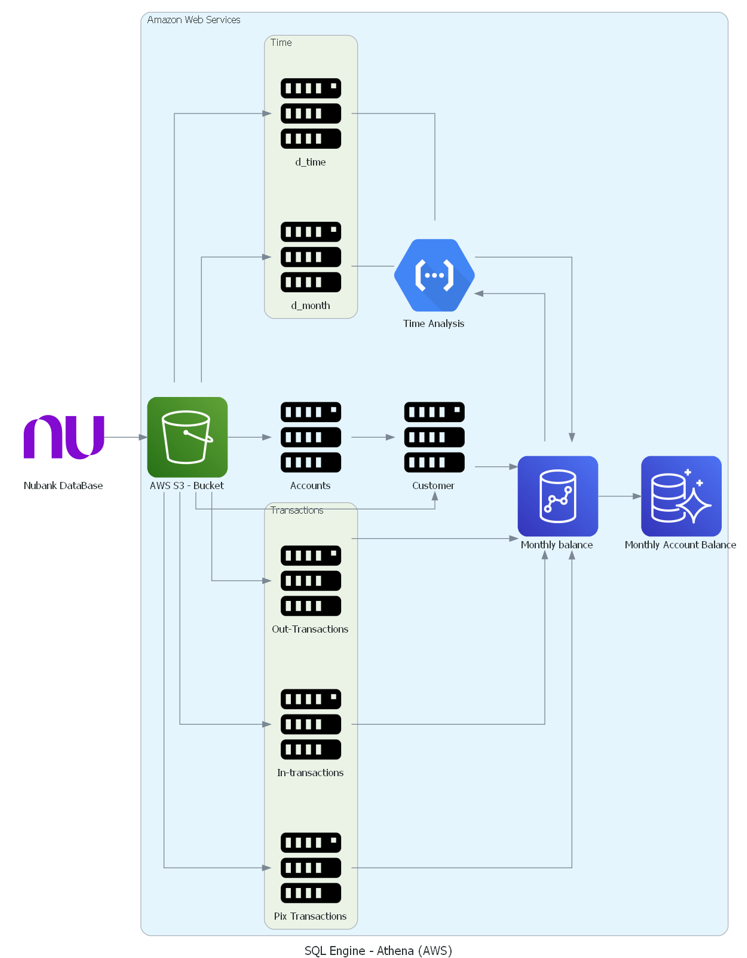 Amazon Web Services
Time
d_time
d_month
Time Analysis
nu
Nubank DataBase
AWS S3 - Bucket
Accounts
Customer
Monthly balance
Monthly Account Balance
Transactions
Out-Transactions
In-transactions
Pix Transactions
SQL Engine - Athena (AWS)